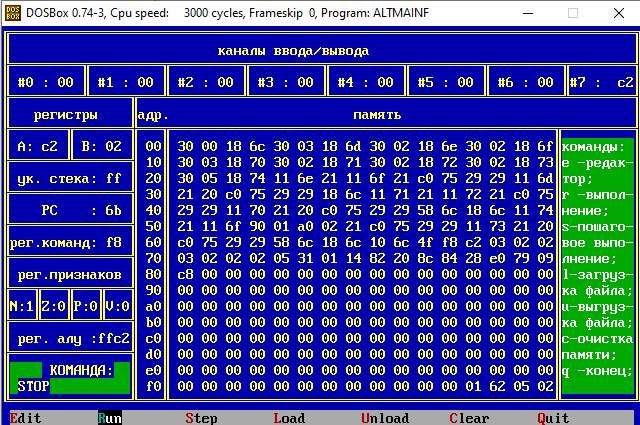 DOSBox 0.74-3, Cpu speed: 3000 cycles, Frameskip 0, Program: ALTMAINF
каналы ввода/вывода
#0 : 00 #1 : 00 #2 : 00 #3 : 00 #4 : 00 #5 : 00 #6 : 00 #7 : c2
регистры адр. память
A: c2 B: 02 00 30 00 18 6c 30 03 18 6d 30 02 18 6e 30 02 18 6f команды:
10 30 03 18 70 30 02 18 71 30 02 18 72 30 02 18 73 e -редак-
ук. стека: ff 20 30 05 18 74 11 6e 21 11 6f 21 c0 75 29 29 11 6d тор;
30 21 20 c0 75 29 29 18 6c 11 71 21 11 72 21 c0 75 r -выпол-
PC : 6b 40 29 29 11 70 21 20 c0 75 29 29 58 6c 18 6c 11 74 нение;
50 21 11 6f 90 01 a0 02 21 c0 75 29 29 11 73 21 20 s-пошаго-
рег.команд: f8 60 c0 75 29 29 58 6c 18 6c 10 6c 4f f8 c2 03 02 02 вое выпо-
70 03 02 02 02 05 31 01 14 82 20 8c 84 28 e0 79 09 лнение;
рег.признаков 80 c8 00 00 00 00 00 00 00 00 00 00 00 00 00 00 00 l-загруз-
90 00 00 00 00 00 00 00 00 00 00 00 00 00 00 00 00 ка файла;
N:1 Z:0 P:0 V:0 a0 00 00 00 00 00 00 00 00 00 00 00 00 00 00 00 00 u-выгруз-
b0 00 00 00 00 00 00 00 00 00 00 00 00 00 00 00 00 ка файла;
рег. алу :ffc2 c0 00 00 00 00 00 00 00 00 00 00 00 00 00 00 00 00 c-очистка
d0 00 00 00 00 00 00 00 00 00 00 00 00 00 00 00 00 памяти;
КОМАНДА: e0 00 00 00 00 00 00 00 00 00 00 00 00 00 00 00 00 q -конец;
STOP f0 00 00 00 00 00 00 00 00 00 00 00 00 01 62 05 02
Edit Run Step Load Unload Clear Quit